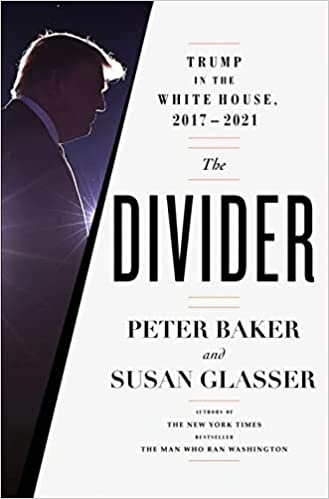 TRUMP
IN THE
WHITE HOUSE,
2017–2021
The
DIVIDER
PETER BAKER
and
SUSAN GLASSER
AUTHORS OF
THE NEW YORK TIMES
BESTSELLER
THE MAN WHO RAN WASHINGTON